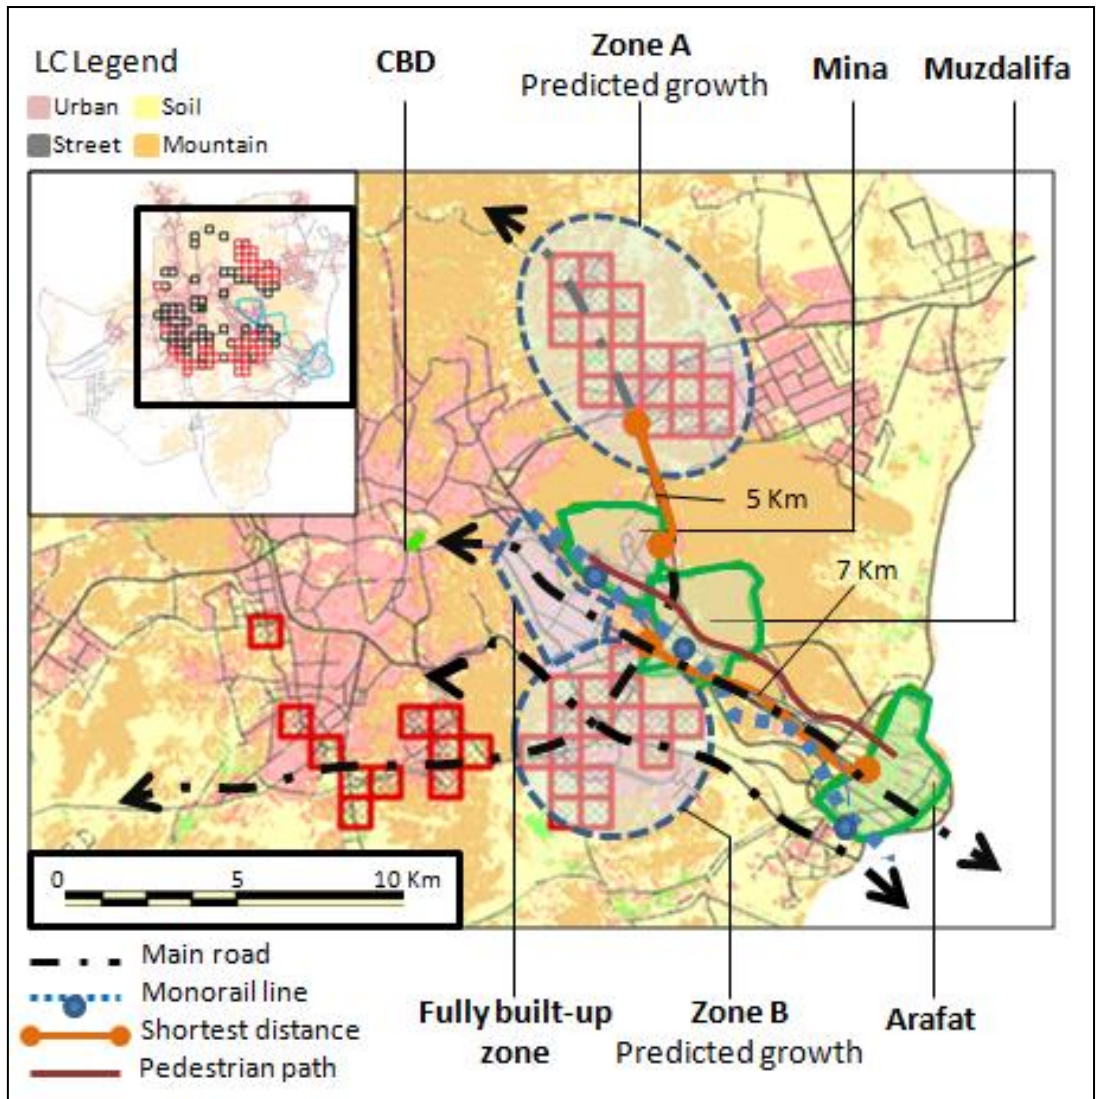 LC Legend
Urban
Soil
Street
Mountain
CBD
Zone A
Predicted growth
Mina
Muzdalifa
5 Km
7 Km
0 5 10 Km
Main road
Monorail line
Shortest distance
Pedestrian path
Fully built-up
zone
Zone B
Predicted growth
Arafat